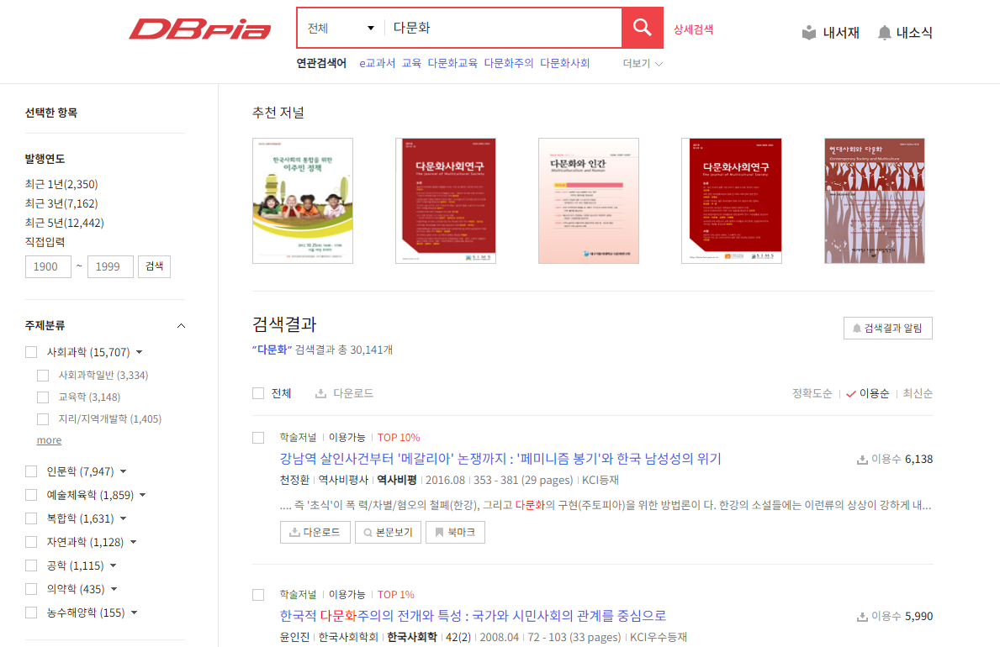 DBpia
전체 다문화 상세검색 내서재 내소식
연관검색어 e교과서 교육 다문화교육 다문화주의 다문화사회 더보기
선택한 항목
발행연도
최근 1년(2,350)
최근 3년(7,162)
최근 5년(12,242)
직접입력
1900 ~ 1999 검색
주제분류
사회과학 (15,707)
사회과학일반 (3,334)
교육학 (3,148)
지리/지역개발학 (1,405)
more
인문학 (7,947)
예술체육학 (1,859)
복합학 (1,631)
자연과학 (1,128)
공학 (1,115)
의약학 (435)
농수해양학 (155)
추천 저널
한국사회의 통합을 위한
이주민 정책
다문화사회연구
The Journal of Multicultural Society
SIMS
다문화와 인간
Multiculturalism and Human
다문화사회연구
The Journal of Multicultural Society
SIMS
현대사회와 다문화
Contemporary Society and Multiculture
검색결과
검색결과 알림
"다문화" 검색결과 총 30,141개
전체 다운로드 정확도순 이용순 최신순
학술저널 이용가능 TOP 10%
강남역 살인사건부터 '메갈리아' 논쟁까지 : '페미니즘 봉기'와 한국 남성성의 위기 이용수 6,138
천정환 역사비평사 역사비평 2016.08 353 - 381 (29 pages) KCI등재
.... 즉 '초식'이 폭 력/차별/혐오의 철폐(한강), 그리고 다문화의 구현(주토피아)을 위한 방법론이 다. 한강의 소설들에는 이런류의 상상이 강하게 내...
다운로드 본문보기 북마크
학술저널 이용가능 TOP 1%
한국적 다문화주의의 전개와 특성 : 국가와 시민사회의 관계를 중심으로 이용수 5,990
윤인진 한국사회학회 한국사회학 42(2) 2008.04 72 - 103 (33 pages) KCI우수등재